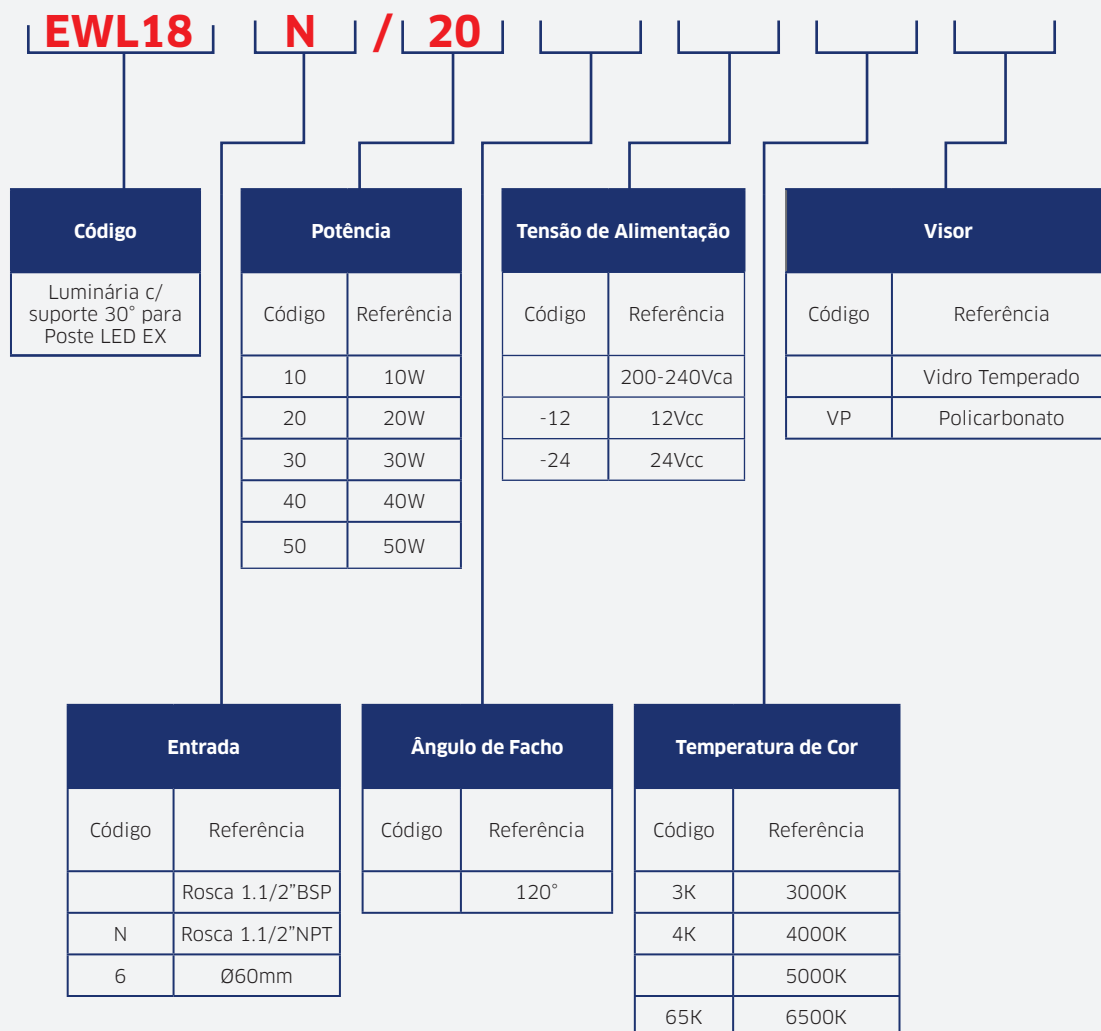 EWL18 N / 20
Código
Luminária c/
suporte 30° para
Poste LED EX
Potência
Código Referência
10 10W
20 20W
30 30W
40 40W
50 50W
Tensão de Alimentação
Código Referência
200-240Vca
-12 12Vcc
-24 24Vcc
Visor
Código Referência
Vidro Temperado
VP Policarbonato
Entrada
Código Referência
Rosca 1.1/2”BSP
N Rosca 1.1/2”NPT
6 Ø60mm
Ângulo de Facho
Código Referência
120°
Temperatura de Cor
Código Referência
3K 3000K
4K 4000K
5000K
65K 6500K